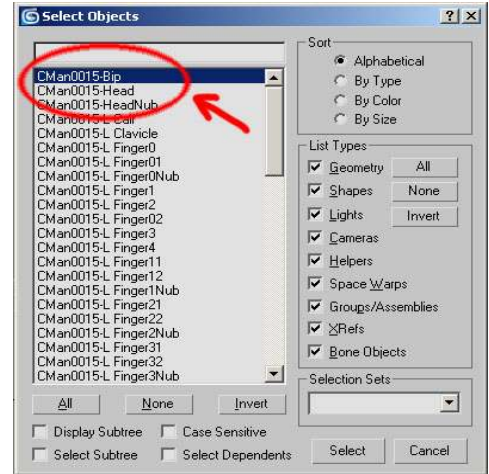 Select Objects
CMan0015-Bip
CMan0015-Head
CMan0015-HeadNub
CMan0015-L Calf
CMan0015-L Clavicle
CMan0015-L Finger0
CMan0015-L Finger01
CMan0015-L Finger0Nub
CMan0015-L Finger1
CMan0015-L Finger2
CMan0015-L Finger02
CMan0015-L Finger3
CMan0015-L Finger4
CMan0015-L Finger11
CMan0015-L Finger12
CMan0015-L Finger1Nub
CMan0015-L Finger21
CMan0015-L Finger22
CMan0015-L Finger2Nub
CMan0015-L Finger31
CMan0015-L Finger32
CMan0015-L Finger3Nub
All None Invert
Display Subtree Case Sensitive
Select Subtree Select Dependents
Sort
Alphabetical
By Type
By Color
By Size
List Types
Geometry All
Shapes None
Lights Invert
Cameras
Helpers
Space Warps
Groups/Assemblies
XRefs
Bone Objects
Selection Sets
Select Cancel